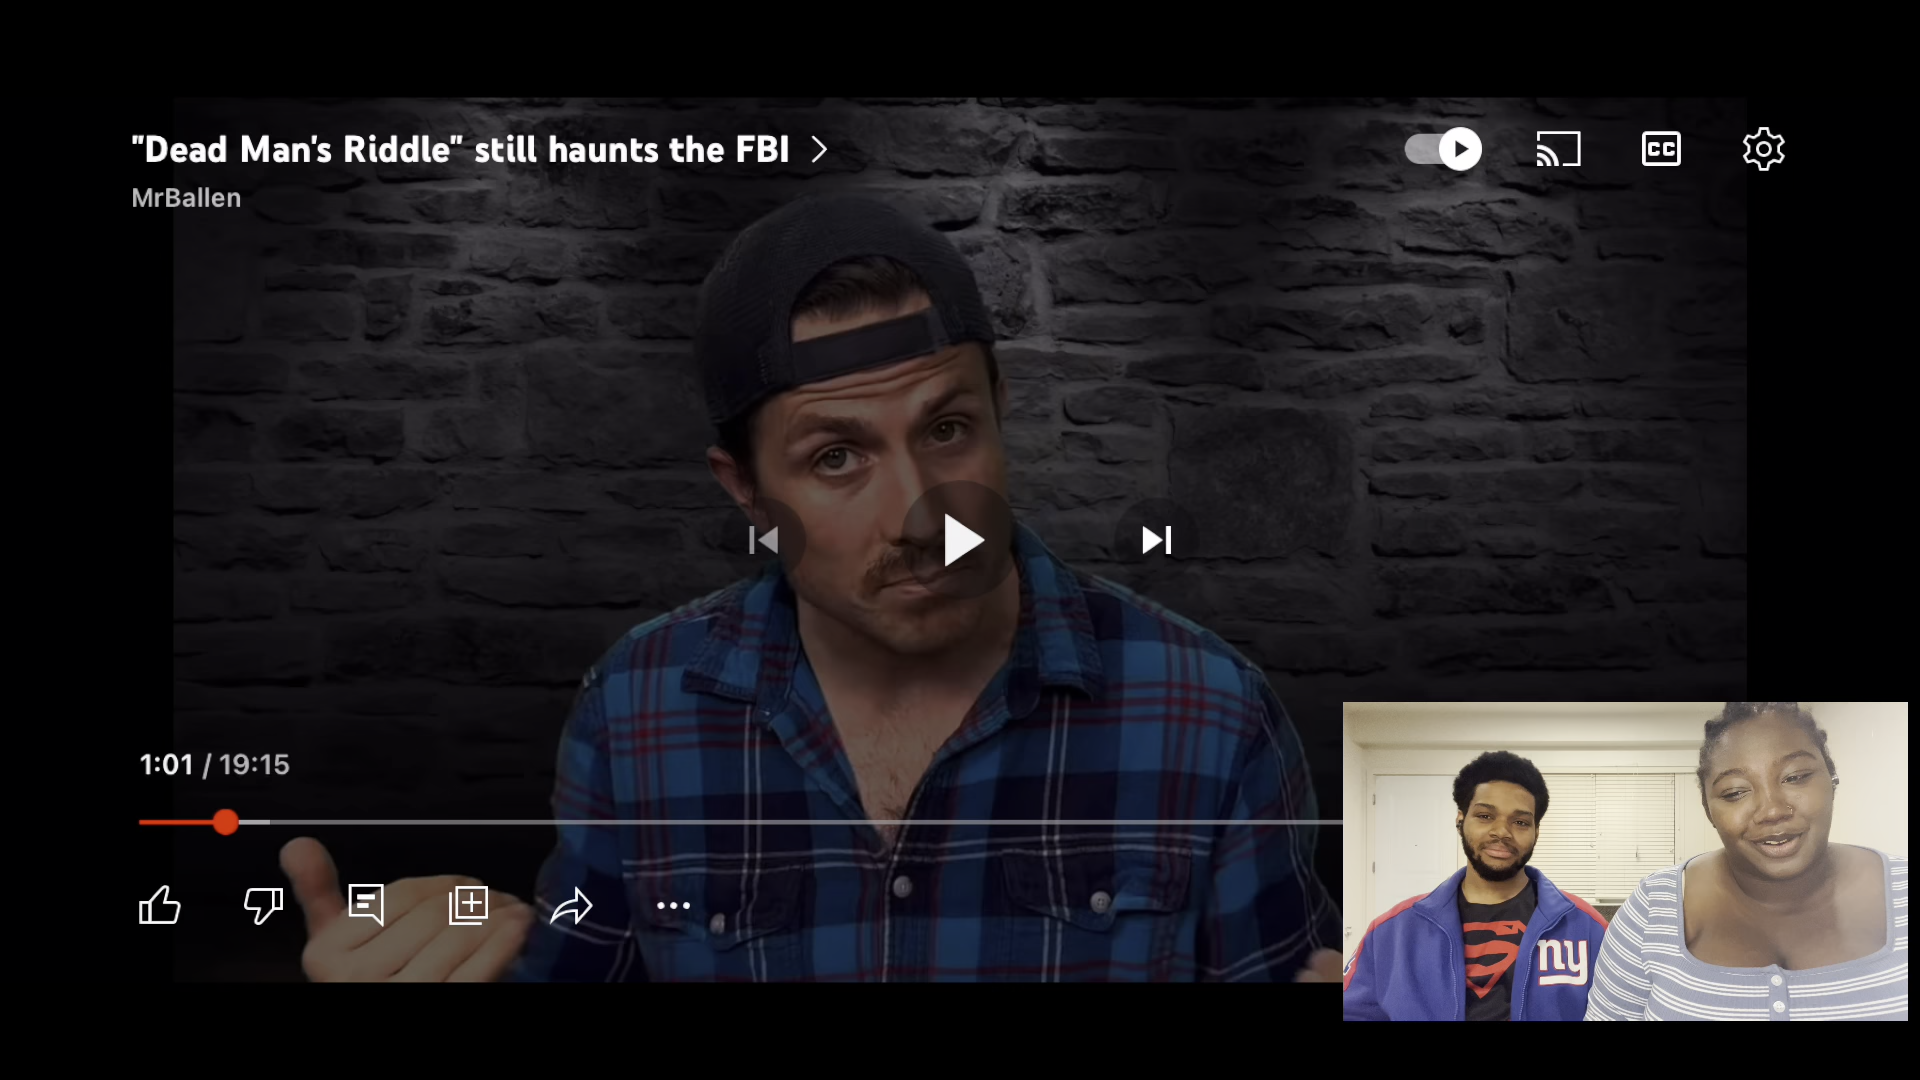 "Dead Man's Riddle" still haunts the FBI
MrBallen
CC
1:01 / 19:15
ny